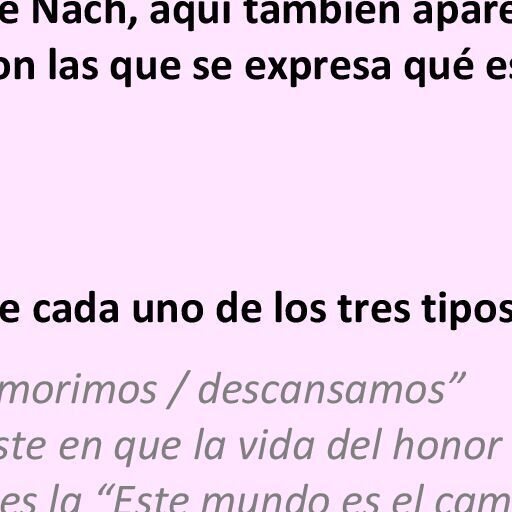 e Nach, aquí también apare
on las que se expresa qué es
e cada uno de los tres tipos
morimos / descansamos”
ste en que la vida del honor
es la “Este mundo es el cam